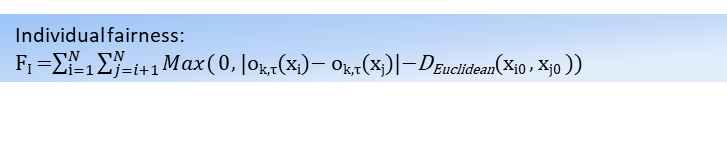 Individual fairness:
F_I =∑_{i=1}^{N} ∑_{j=i+1}^{N} Max(0, |o_{k,τ}(x_i)− o_{k,τ}(x_j)|−D_{Euclidean}(x_{i0} , x_{j0} ))